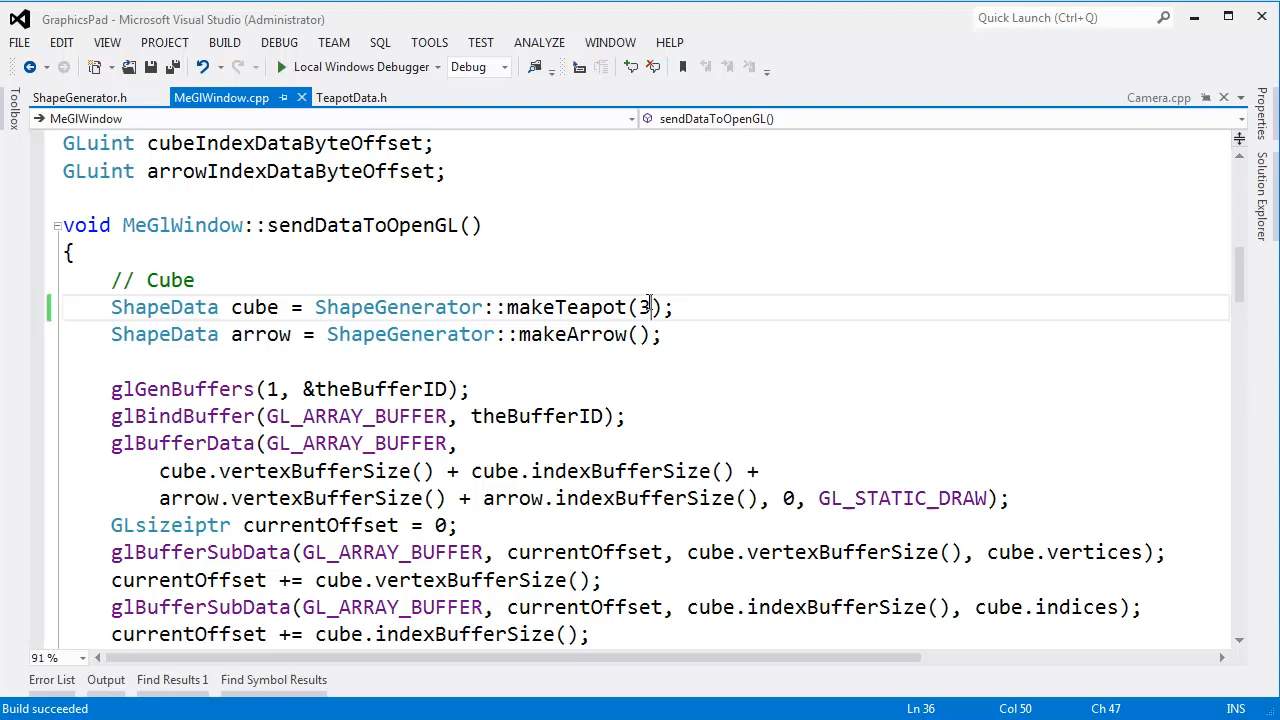 GraphicsPad - Microsoft Visual Studio (Administrator)
Quick Launch (Ctrl+Q)
FILE EDIT VIEW PROJECT BUILD DEBUG TEAM SQL TOOLS TEST ANALYZE WINDOW HELP
Local Windows Debugger Debug
Toolbox
ShapeGenerator.h MeGlWindow.cpp TeapotData.h Camera.cpp
MeGlWindow sendDataToOpenGL()
Properties
Solution Explorer
GLuint cubeIndexDataByteOffset;
GLuint arrowIndexDataByteOffset;
void MeGlWindow::sendDataToOpenGL()
{
// Cube
ShapeData cube = ShapeGenerator::makeTeapot(3);
ShapeData arrow = ShapeGenerator::makeArrow();
glGenBuffers(1, &theBufferID);
glBindBuffer(GL_ARRAY_BUFFER, theBufferID);
glBufferData(GL_ARRAY_BUFFER,
cube.vertexBufferSize() + cube.indexBufferSize() +
arrow.vertexBufferSize() + arrow.indexBufferSize(), 0, GL_STATIC_DRAW);
GLsizeiptr currentOffset = 0;
glBufferSubData(GL_ARRAY_BUFFER, currentOffset, cube.vertexBufferSize(), cube.vertices);
currentOffset += cube.vertexBufferSize();
glBufferSubData(GL_ARRAY_BUFFER, currentOffset, cube.indexBufferSize(), cube.indices);
currentOffset += cube.indexBufferSize();
91 %
Error List Output Find Results 1 Find Symbol Results
Build succeeded Ln 36 Col 50 Ch 47 INS